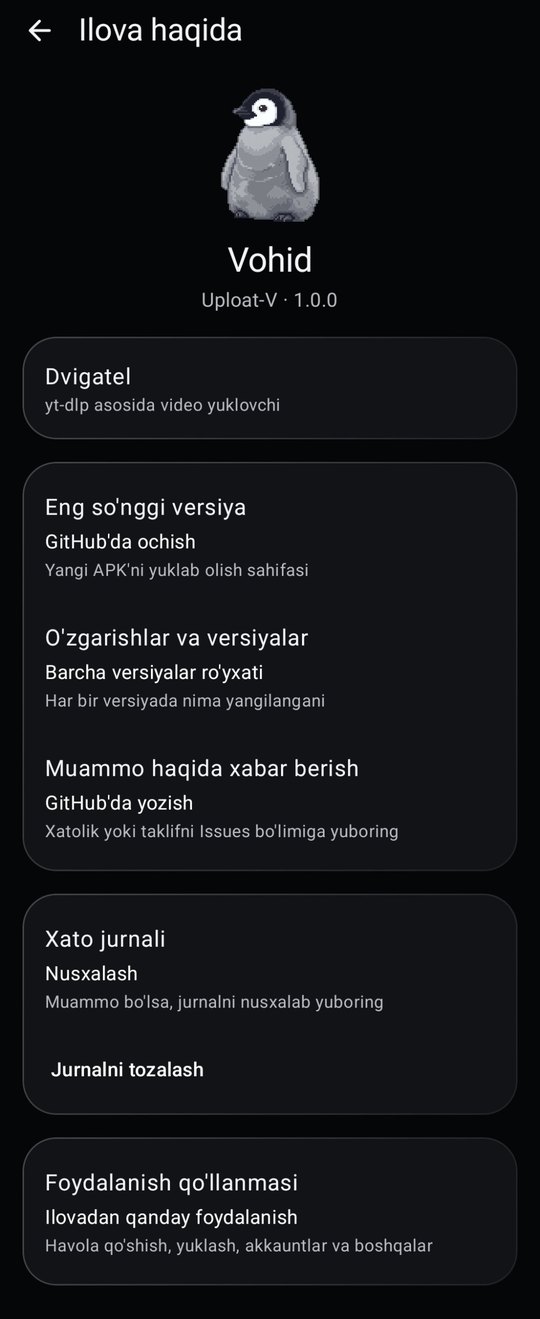 Ilova haqida
Vohid
Uploat-V · 1.0.0
Dvigatel
yt-dlp asosida video yuklovchi
Eng so'nggi versiya
GitHub'da ochish
Yangi APK'ni yuklab olish sahifasi
O'zgarishlar va versiyalar
Barcha versiyalar ro'yxati
Har bir versiyada nima yangilangani
Muammo haqida xabar berish
GitHub'da yozish
Xatolik yoki taklifni Issues bo'limiga yuboring
Xato jurnali
Nusxalash
Muammo bo'lsa, jurnalni nusxalab yuboring
Jurnalni tozalash
Foydalanish qo'llanmasi
Ilovadan qanday foydalanish
Havola qo'shish, yuklash, akkauntlar va boshqalar